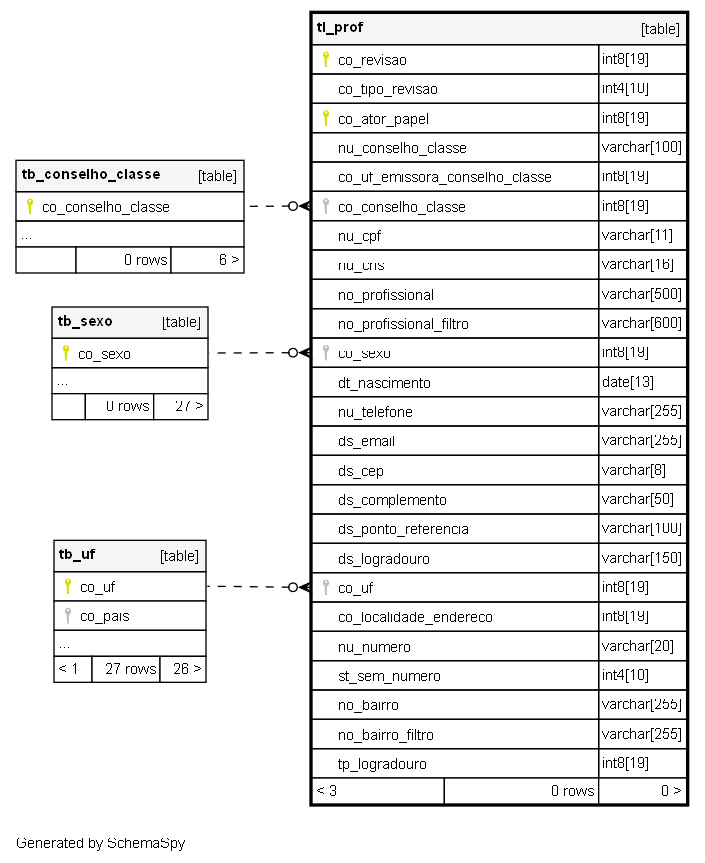 tl_prof [table]
co_revisao int8[19]
co_tipo_revisao int4[10]
co_ator_papel int8[19]
nu_conselho_classe varchar[100]
co_uf_emissora_conselho_classe int8[19]
co_conselho_classe int8[19]
nu_cpf varchar[11]
nu_cns varchar[16]
no_profissional varchar[500]
no_profissional_filtro varchar[600]
co_sexo int8[19]
dt_nascimento date[13]
nu_telefone varchar[255]
ds_email varchar[255]
ds_cep varchar[8]
ds_complemento varchar[50]
ds_ponto_referencia varchar[100]
ds_logradouro varchar[150]
co_uf int8[19]
co_localidade_endereco int8[19]
nu_numero varchar[20]
st_sem_numero int4[10]
no_bairro varchar[255]
no_bairro_filtro varchar[255]
tp_logradouro int8[19]
< 3 0 rows 0 >
tb_conselho_classe [table]
co_conselho_classe
...
0 rows 6 >
tb_sexo [table]
co_sexo
...
0 rows 27 >
tb_uf [table]
co_uf
co_pais
...
< 1 27 rows 26 >
Generated by SchemaSpy